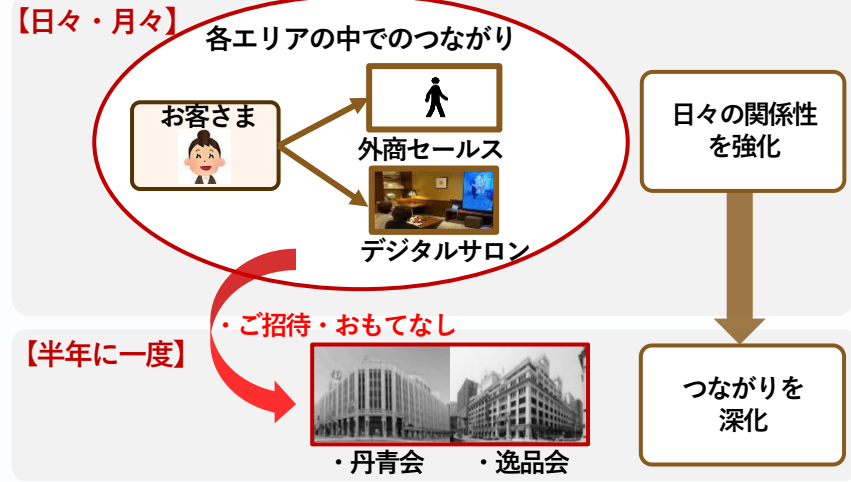 【日々・月々】
各エリアの中でのつながり
お客さま
外商セールス
デジタルサロン
日々の関係性
を強化
・ご招待・おもてなし
【半年に一度】
・丹青会
・逸品会
つながりを
深化